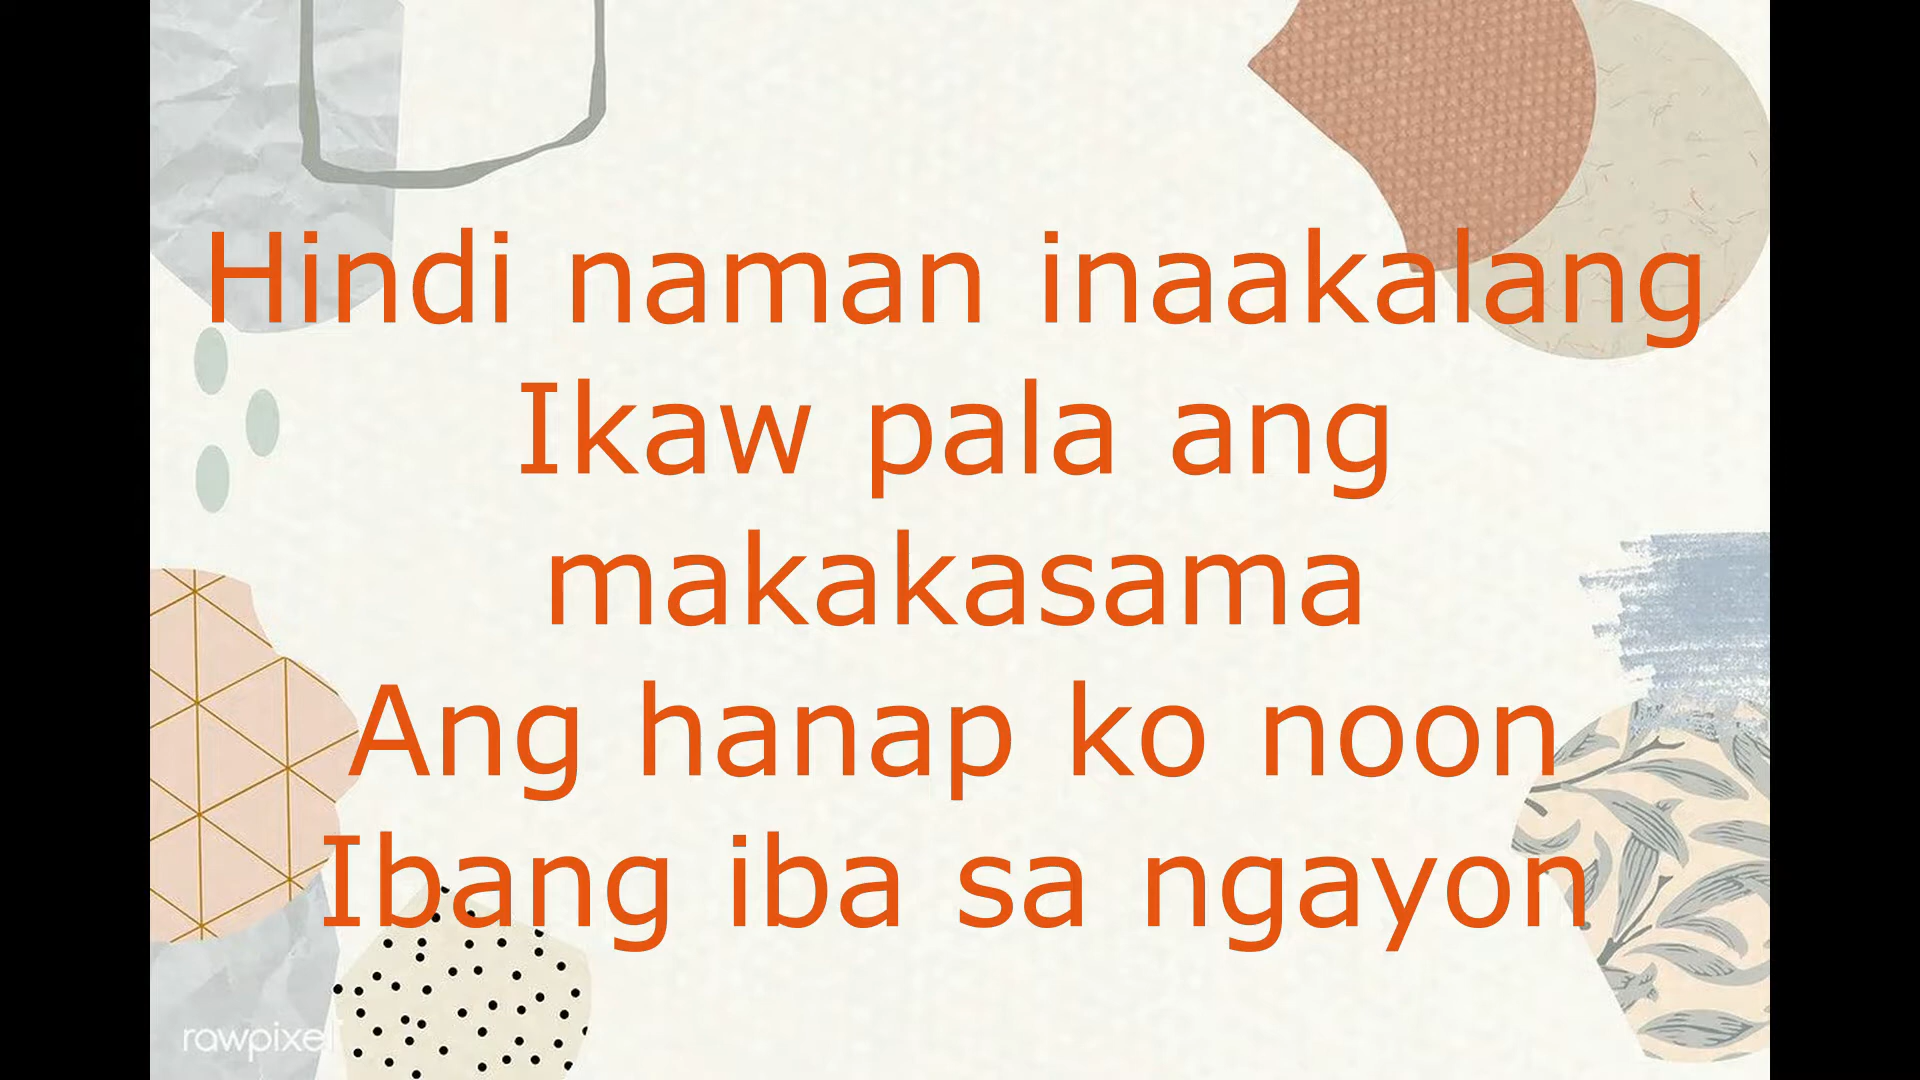 Hindi naman inaakalang
Ikaw pala ang
makakasama
Ang hanap ko noon
Ibang iba sa ngayon
rawpixel